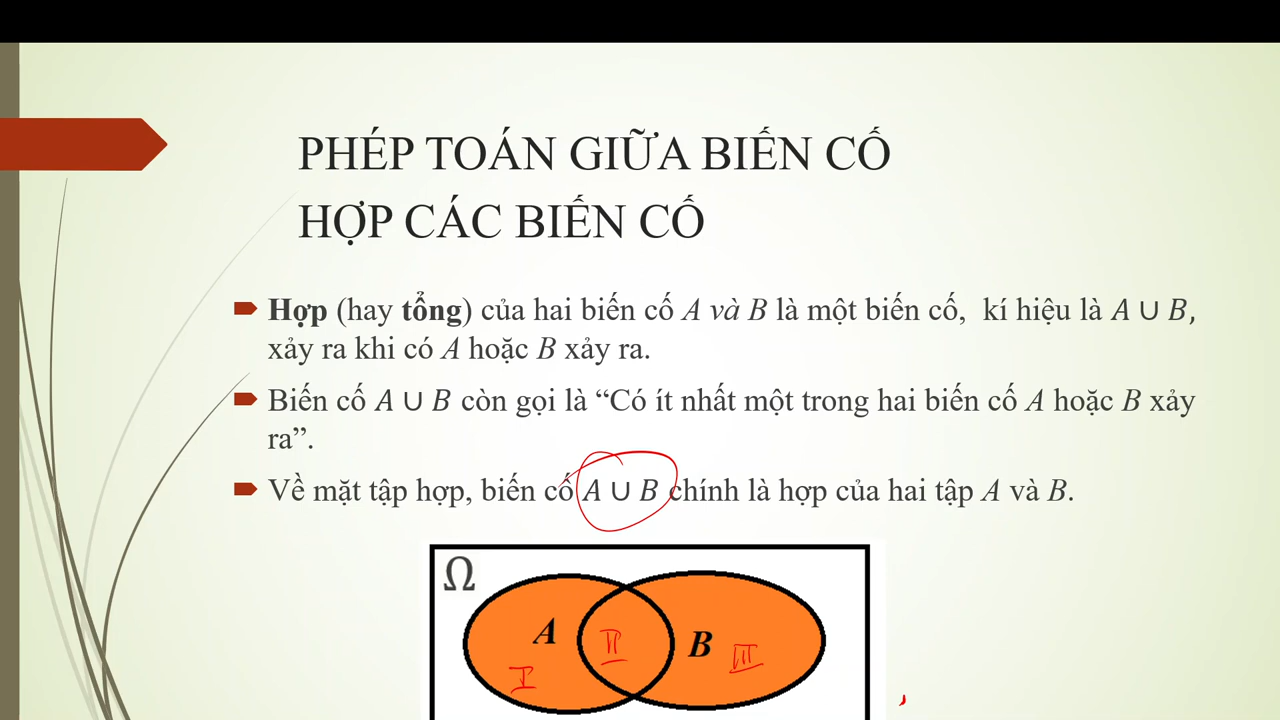 PHÉP TOÁN GIỮA BIẾN CỐ
HỢP CÁC BIẾN CỐ
Hợp (hay tổng) của hai biến cố A và B là một biến cố, kí hiệu là A ∪ B,
xảy ra khi có A hoặc B xảy ra.
Biến cố A ∪ B còn gọi là “Có ít nhất một trong hai biến cố A hoặc B xảy
ra”.
Về mặt tập hợp, biến cố A ∪ B chính là hợp của hai tập A và B.
Ω
A
II
B
III
I